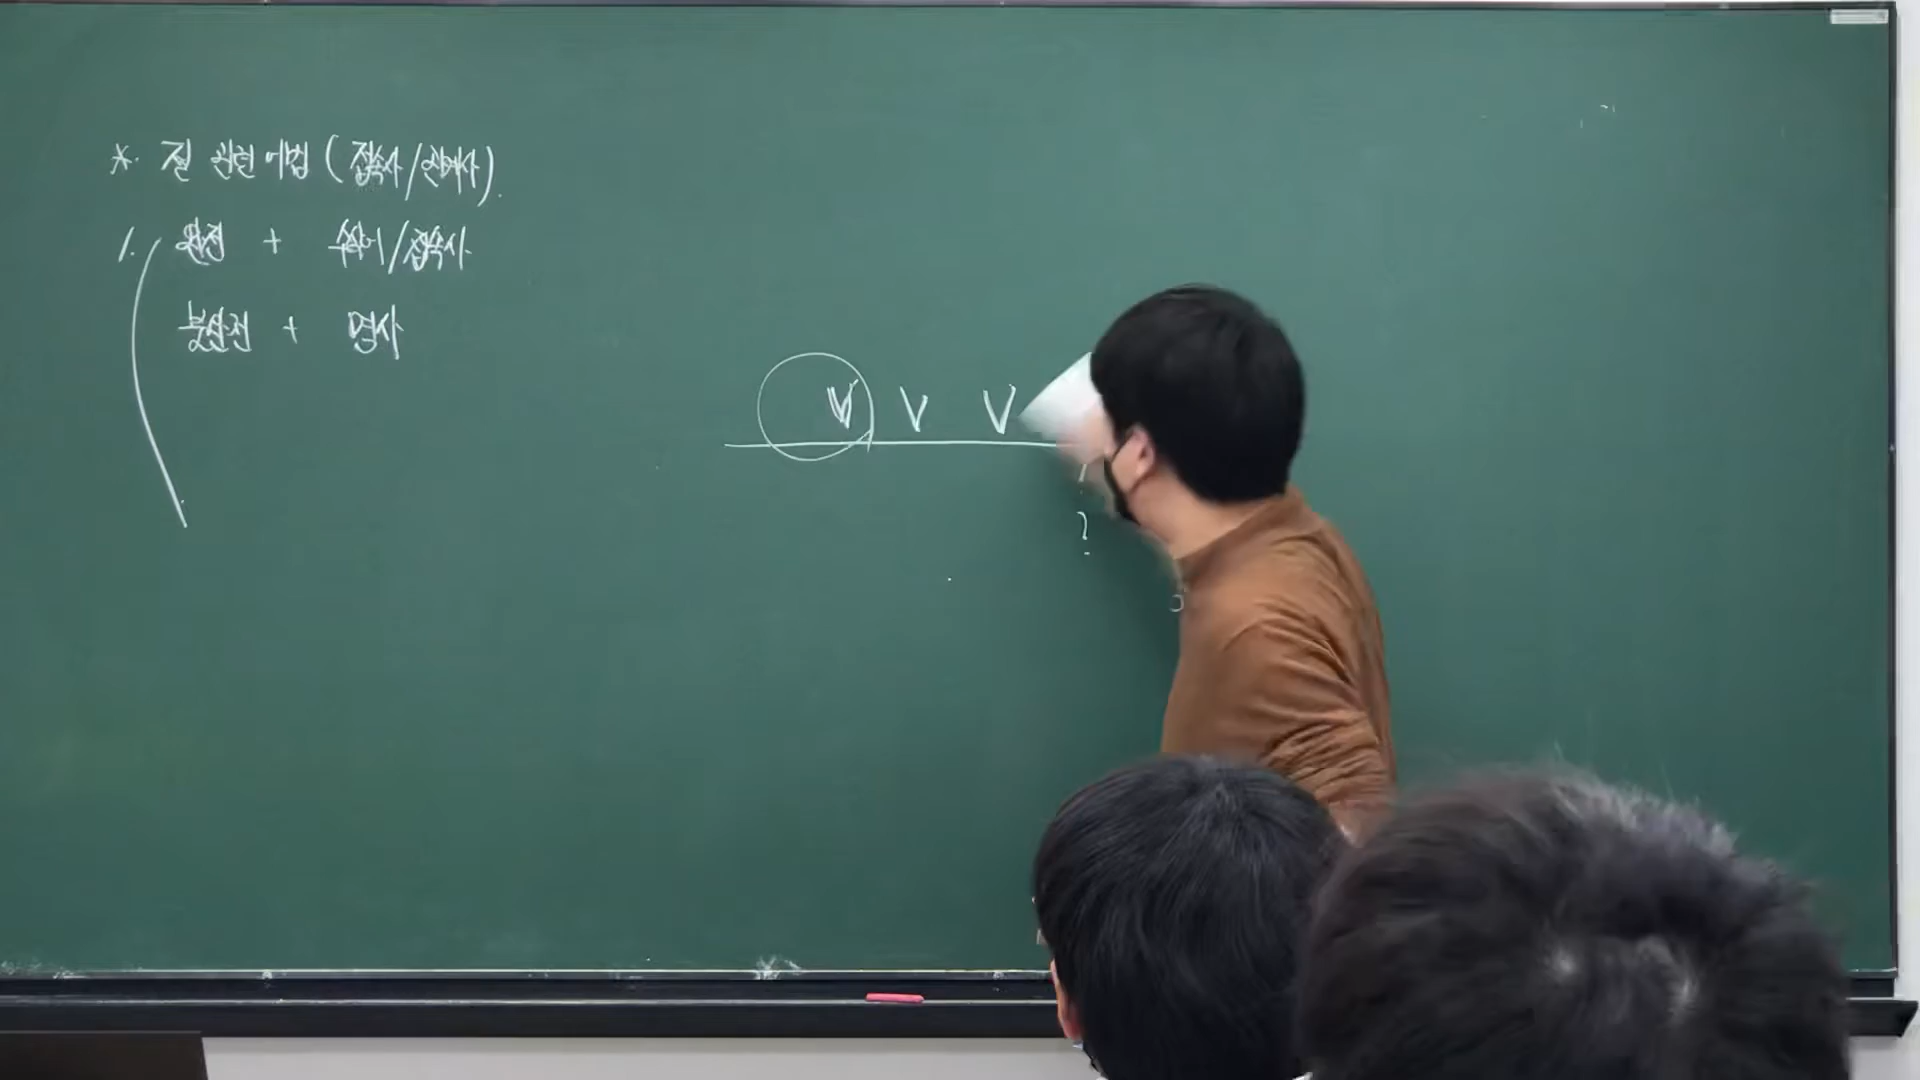 *. 절 관련 어법 (접속사/관계사).
1. 완전 + 수식어/접속사
불완전 + 명사
V V V
?